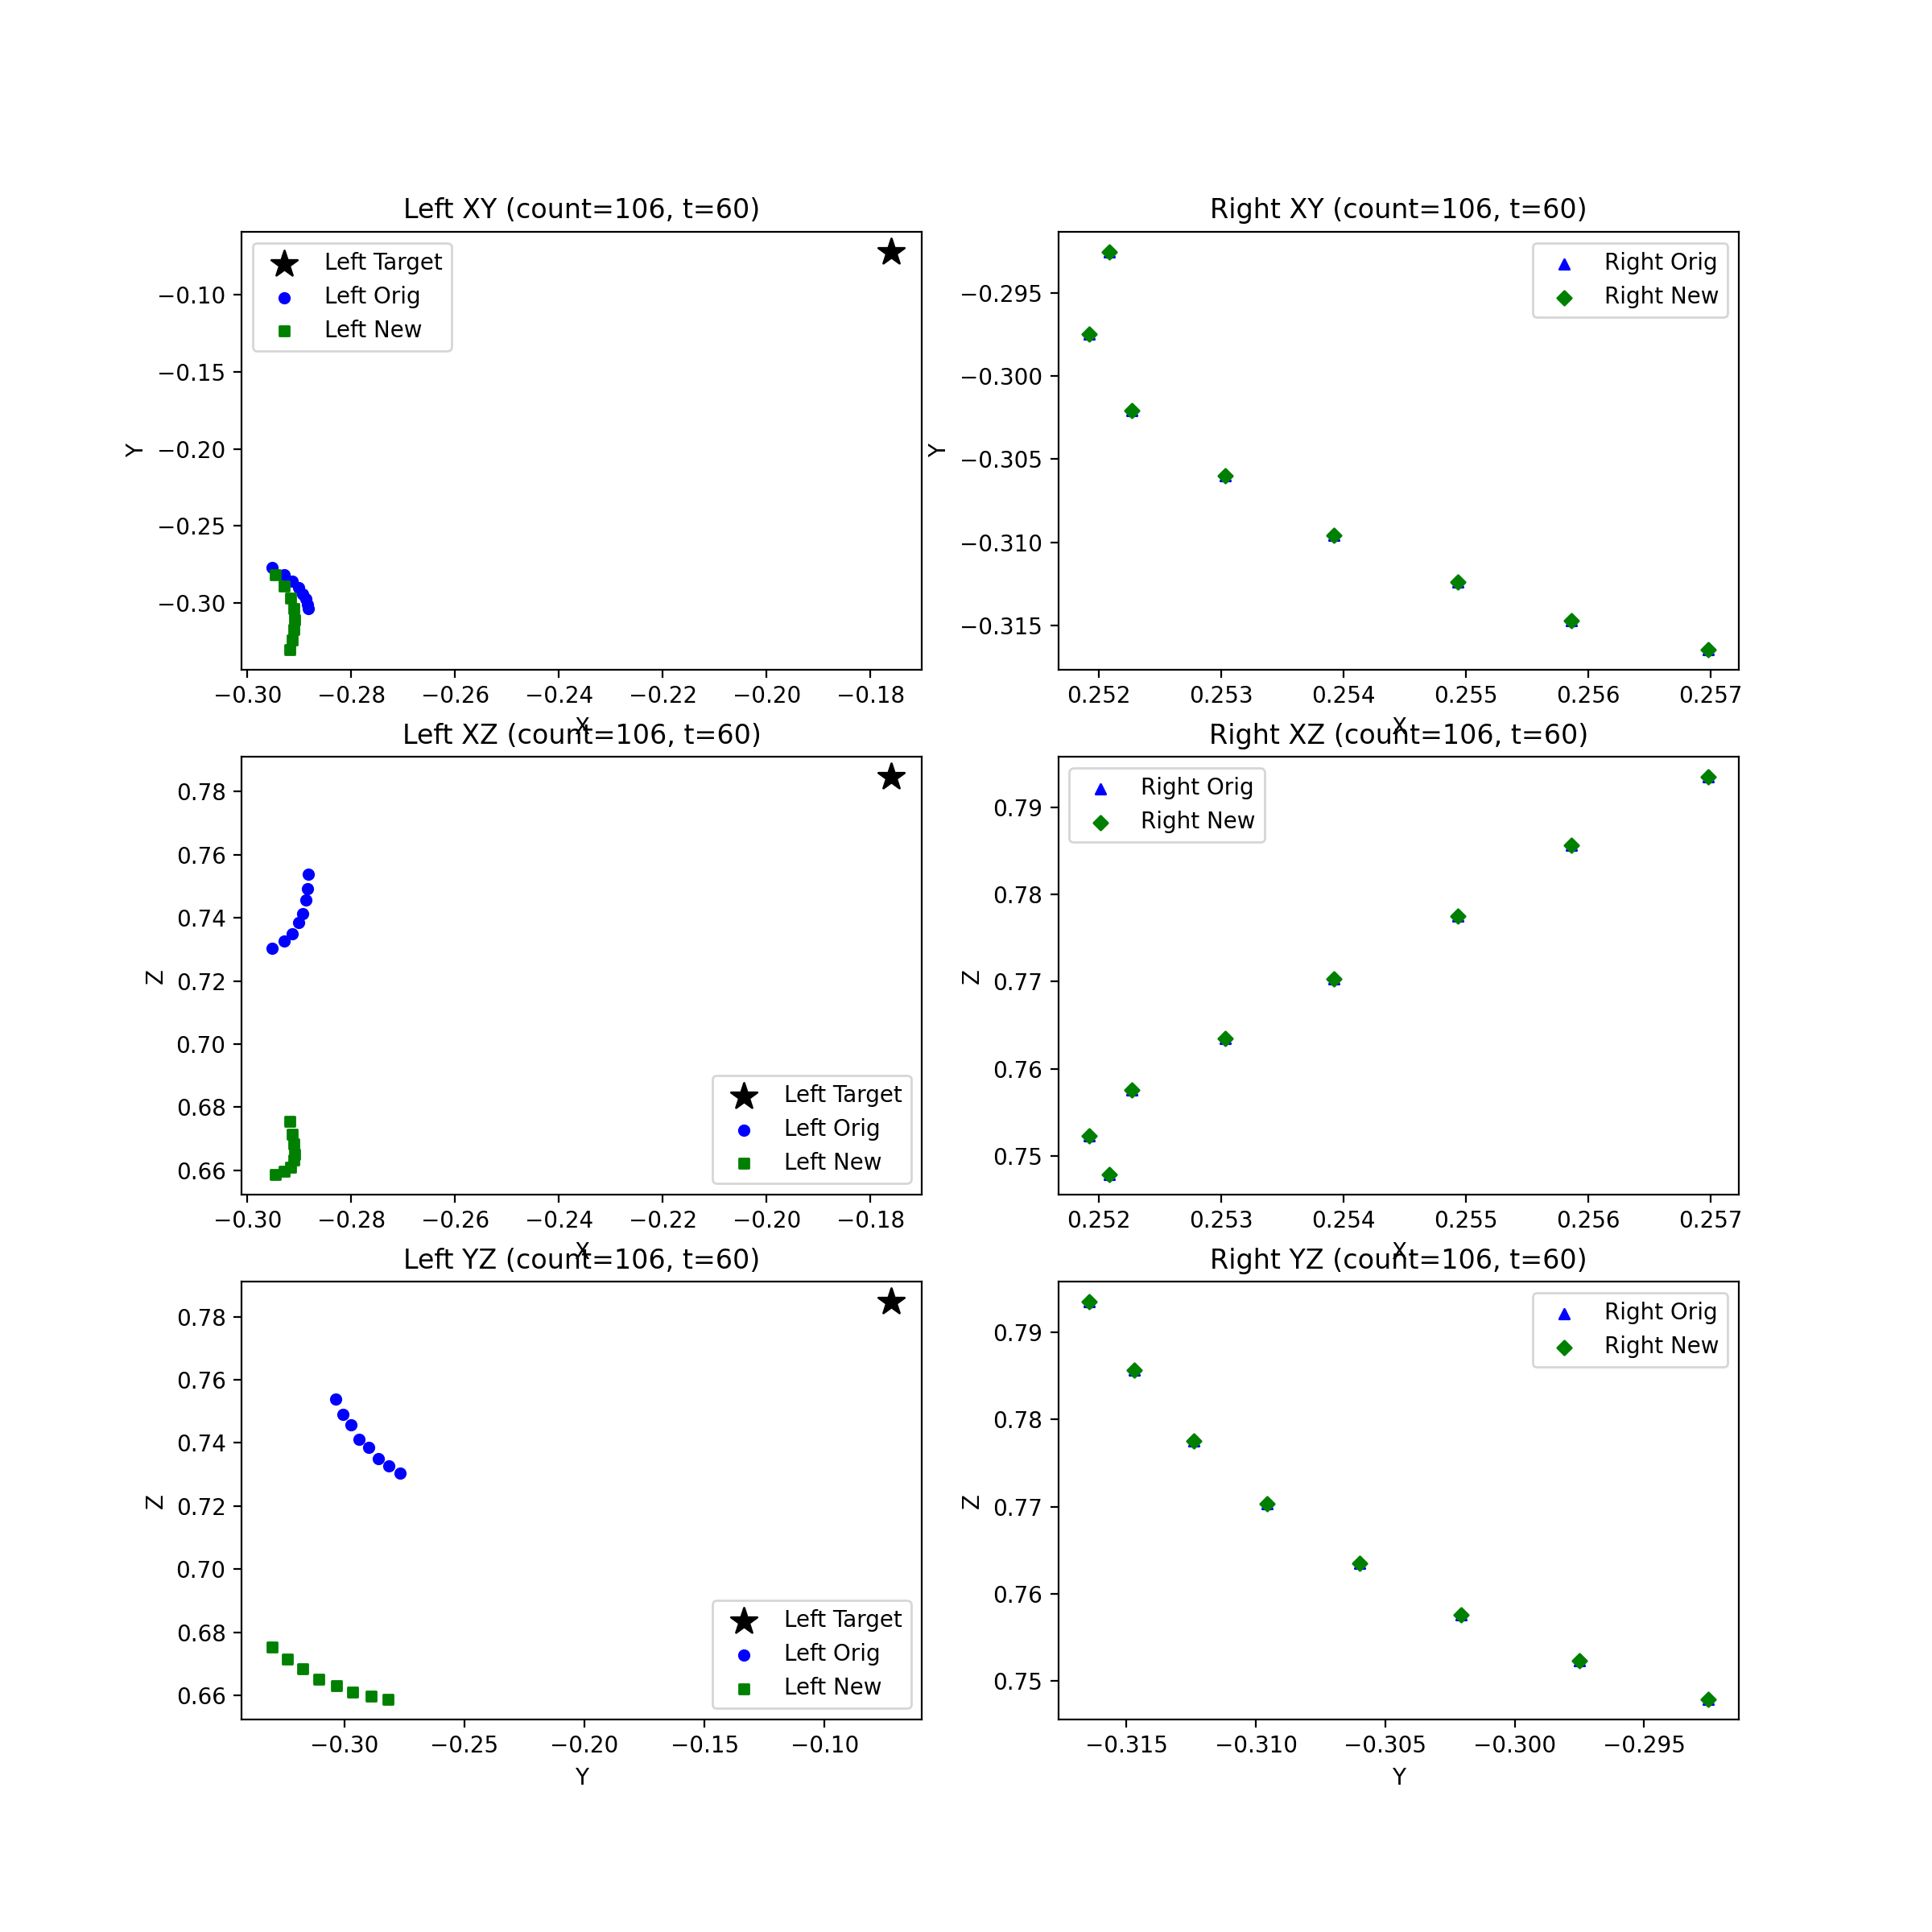 Left XY (count=106, t=60)
Left Target
Left Orig
Left New
Y
−0.10
−0.15
−0.20
−0.25
−0.30
−0.30 −0.28 −0.26 −0.24 −0.22 −0.20 −0.18
X
Right XY (count=106, t=60)
Right Orig
Right New
Y
−0.295
−0.300
−0.305
−0.310
−0.315
0.252 0.253 0.254 0.255 0.256 0.257
X
Left XZ (count=106, t=60)
Z
0.78
0.76
0.74
0.72
0.70
0.68
0.66
Left Target
Left Orig
Left New
−0.30 −0.28 −0.26 −0.24 −0.22 −0.20 −0.18
X
Right XZ (count=106, t=60)
Right Orig
Right New
Z
0.79
0.78
0.77
0.76
0.75
0.252 0.253 0.254 0.255 0.256 0.257
X
Left YZ (count=106, t=60)
Z
0.78
0.76
0.74
0.72
0.70
0.68
0.66
Left Target
Left Orig
Left New
−0.30 −0.25 −0.20 −0.15 −0.10
Y
Right YZ (count=106, t=60)
Right Orig
Right New
Z
0.79
0.78
0.77
0.76
0.75
−0.315 −0.310 −0.305 −0.300 −0.295
Y